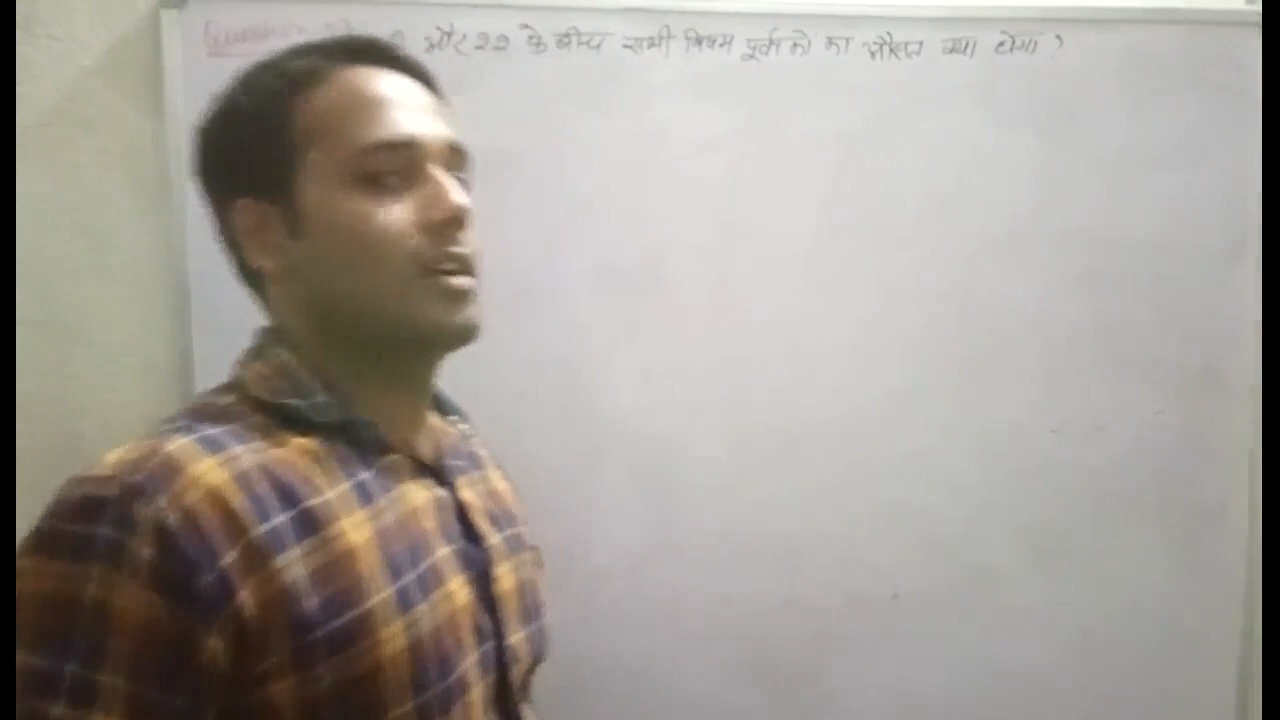 Question और 22 के बीच सभी विषम पूर्वांको का औसत क्या होगा ?